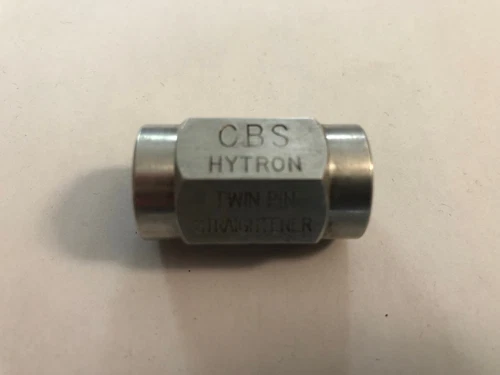 CBS
HYTRON
TWIN PIN
STRAIGHTENER